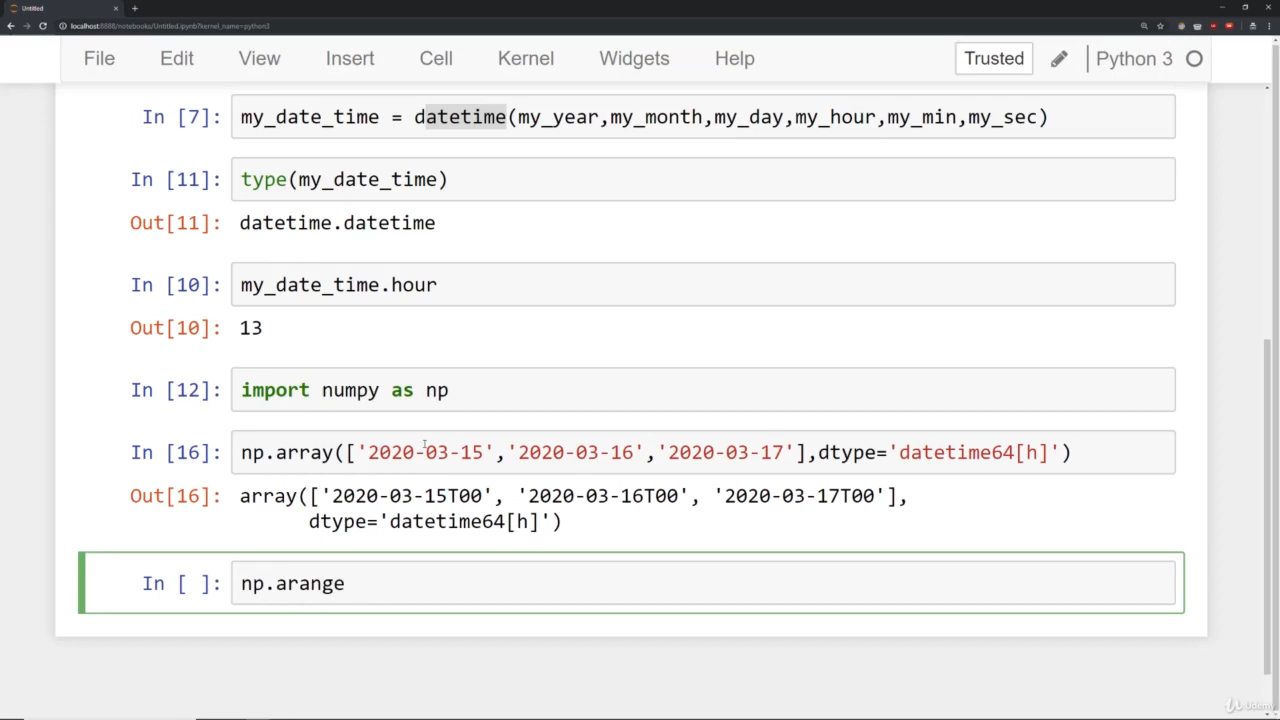 Untitled
localhost:8888/notebooks/Untitled.ipynb?kernel_name=python3
File Edit View Insert Cell Kernel Widgets Help Trusted Python 3
In [7]: my_date_time = datetime(my_year,my_month,my_day,my_hour,my_min,my_sec)
In [11]: type(my_date_time)
Out[11]: datetime.datetime
In [10]: my_date_time.hour
Out[10]: 13
In [12]: import numpy as np
In [16]: np.array(['2020-03-15','2020-03-16','2020-03-17'],dtype='datetime64[h]')
Out[16]: array(['2020-03-15T00', '2020-03-16T00', '2020-03-17T00'],
dtype='datetime64[h]')
In [ ]: np.arange
Udemy